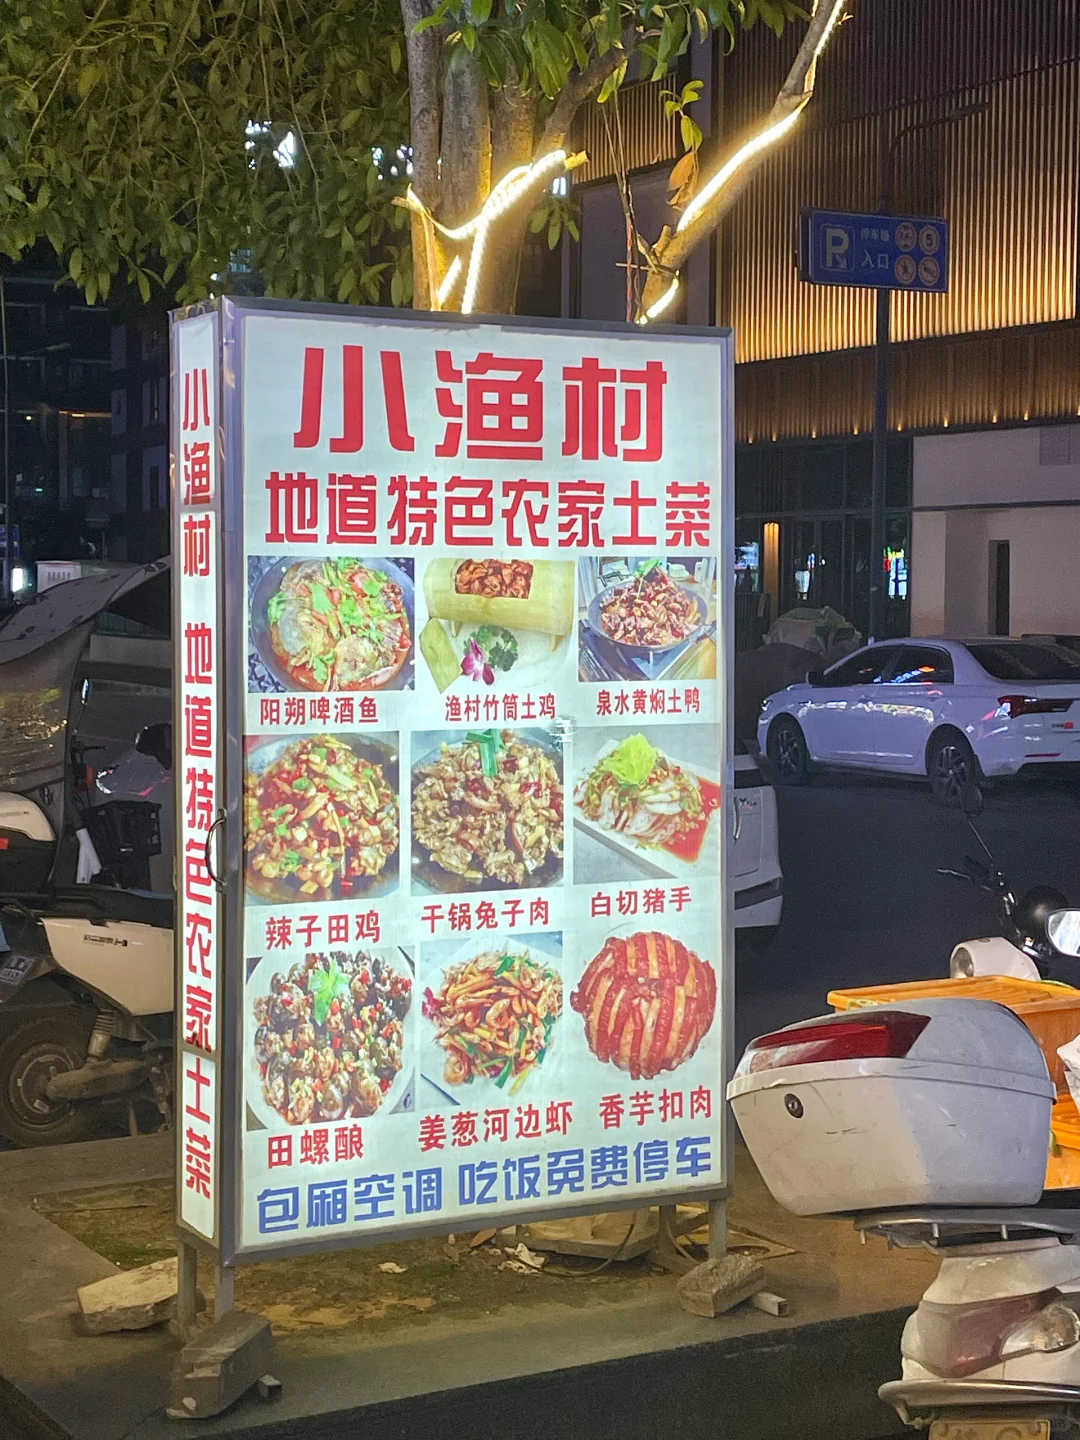 小渔村
地道特色农家土菜
阳朔啤酒鱼
渔村竹筒土鸡
泉水黄焖土鸭
辣子田鸡
干锅兔子肉
白切猪手
田螺酿
姜葱河边虾
香芋扣肉
包厢空调 吃饭免费停车
小渔村 地道特色农家土菜
P
停车场
入口